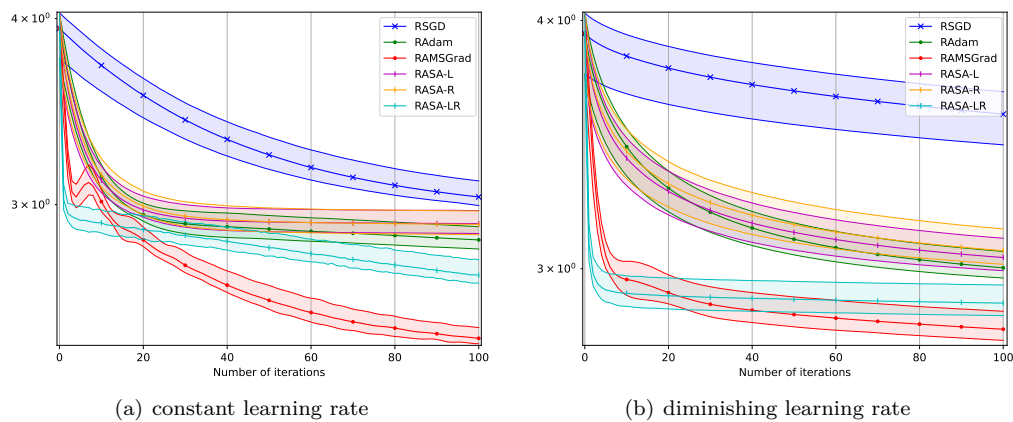 4 × 10⁰
3 × 10⁰
0 20 40 60 80 100
Number of iterations
RSGD
RAdam
RAMSGrad
RASA-L
RASA-R
RASA-LR
(a) constant learning rate
4 × 10⁰
3 × 10⁰
0 20 40 60 80 100
Number of iterations
RSGD
RAdam
RAMSGrad
RASA-L
RASA-R
RASA-LR
(b) diminishing learning rate